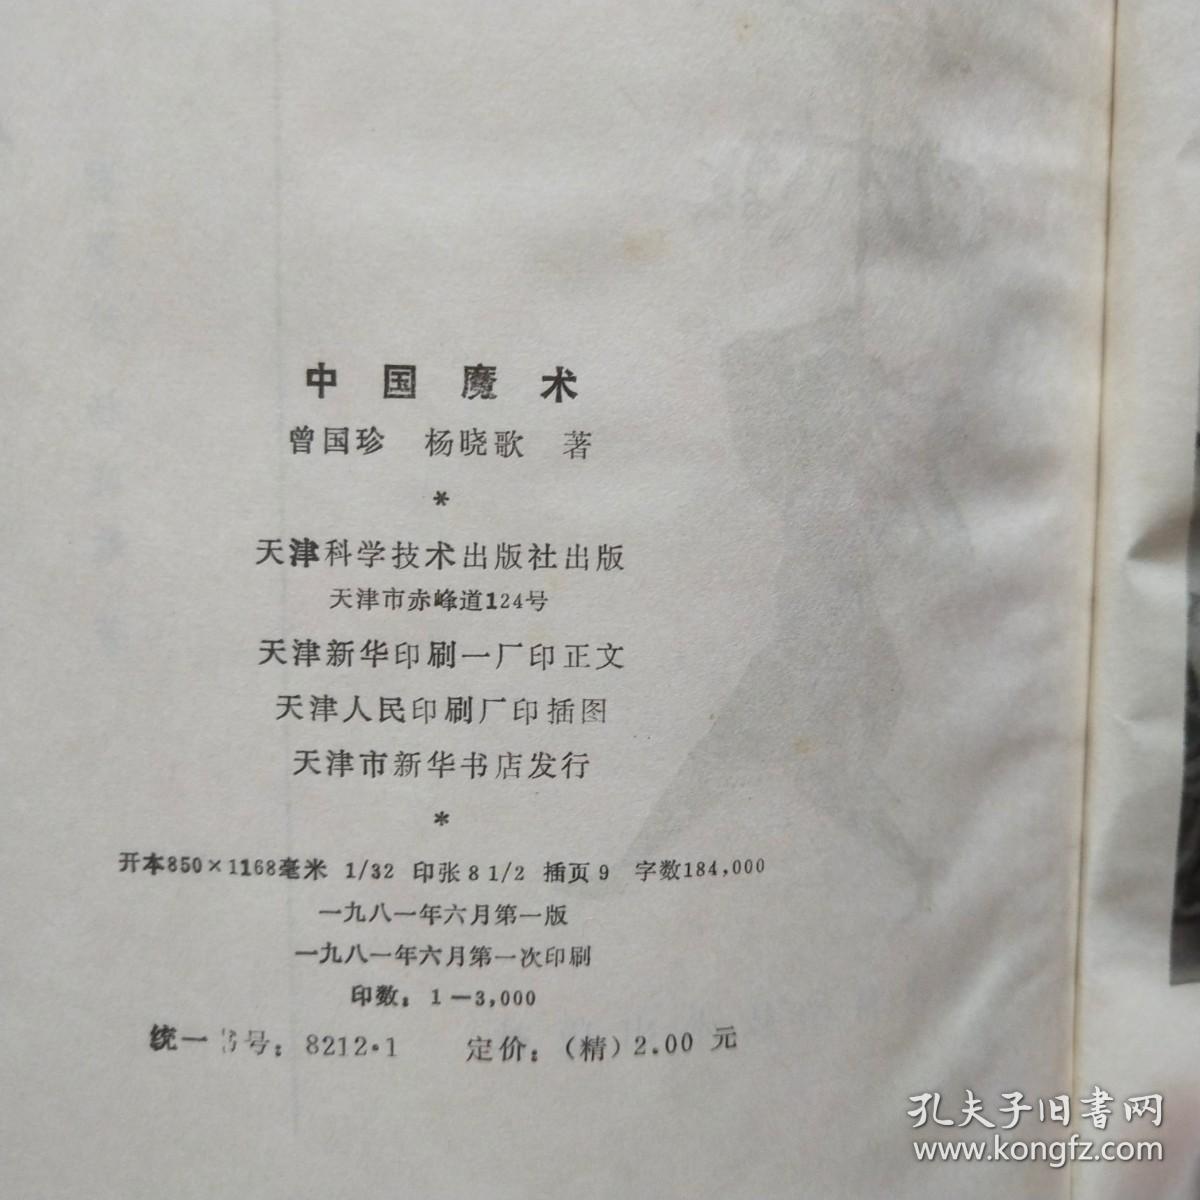 中国魔术
曾国珍 杨晓歌 著
*
天津科学技术出版社出版
天津市赤峰道124号
天津新华印刷一厂印正文
天津人民印刷厂印插图
天津市新华书店发行
*
开本850×1168毫米 1/32 印张8 1/2 插页9 字数184,000
一九八一年六月第一版
一九八一年六月第一次印刷
印数：1—3,000
统一书号：8212·1 定价：（精）2.00元
孔夫子旧書网
www.kongfz.com